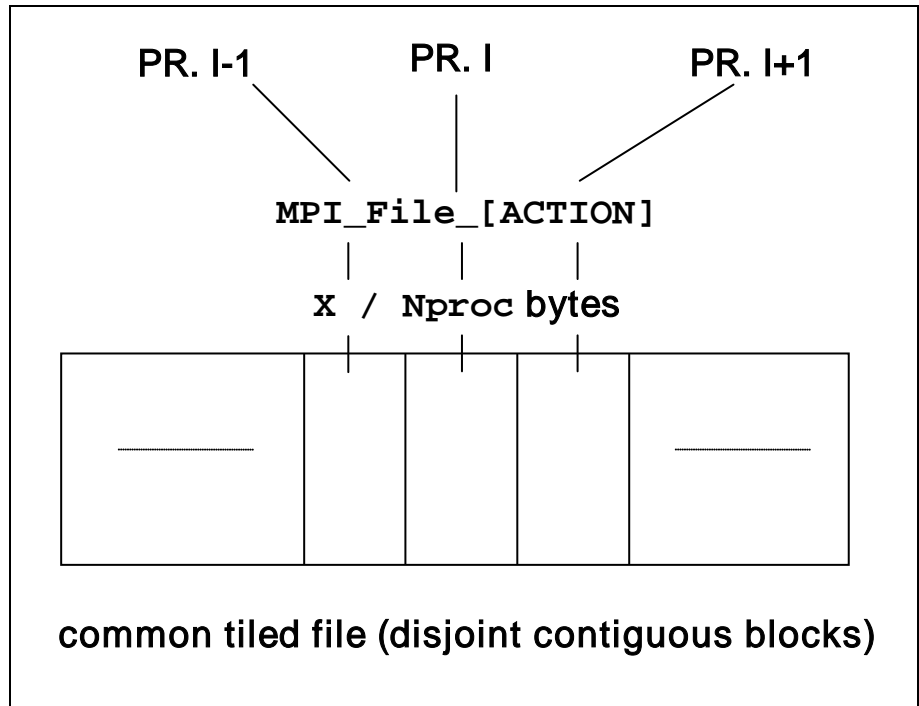 PR. I-1 PR. I PR. I+1
MPI_File_[ACTION]
X / Nproc bytes
common tiled file (disjoint contiguous blocks)